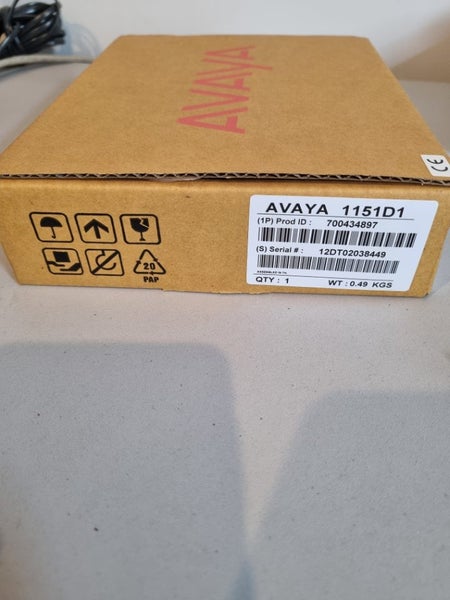 AVAYA
CE
AVAYA 1151D1
(1P) Prod ID : 700434897
(S) Serial # : 12DT02038449
QTY : 1 WT : 0.49 KGS
20
PAP